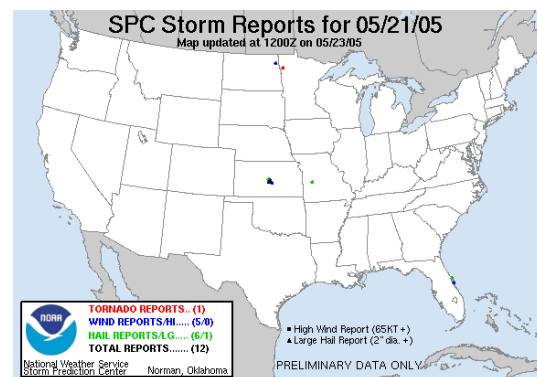 SPC Storm Reports for 05/21/05
Map updated at 1200Z on 05/23/05
NOAA
TORNADO REPORTS.. (1)
WIND REPORTS/HI..... (5/0)
HAIL REPORTS/LG..... (6/1)
TOTAL REPORTS....... (12)
National Weather Service
Storm Prediction Center Norman, Oklahoma
High Wind Report (65KT +)
Large Hail Report (2" dia. +)
PRELIMINARY DATA ONLY